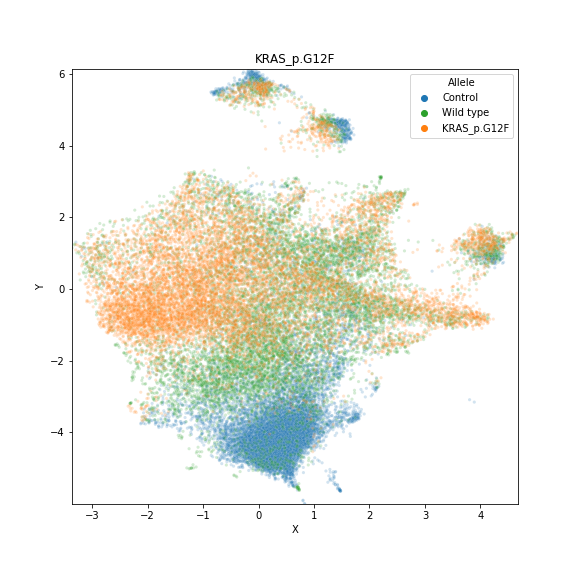 KRAS_p.G12F
Allele
Control
Wild type
KRAS_p.G12F
6
4
2
0
−2
−4
Y
−3
−2
−1
0
1
2
3
4
X